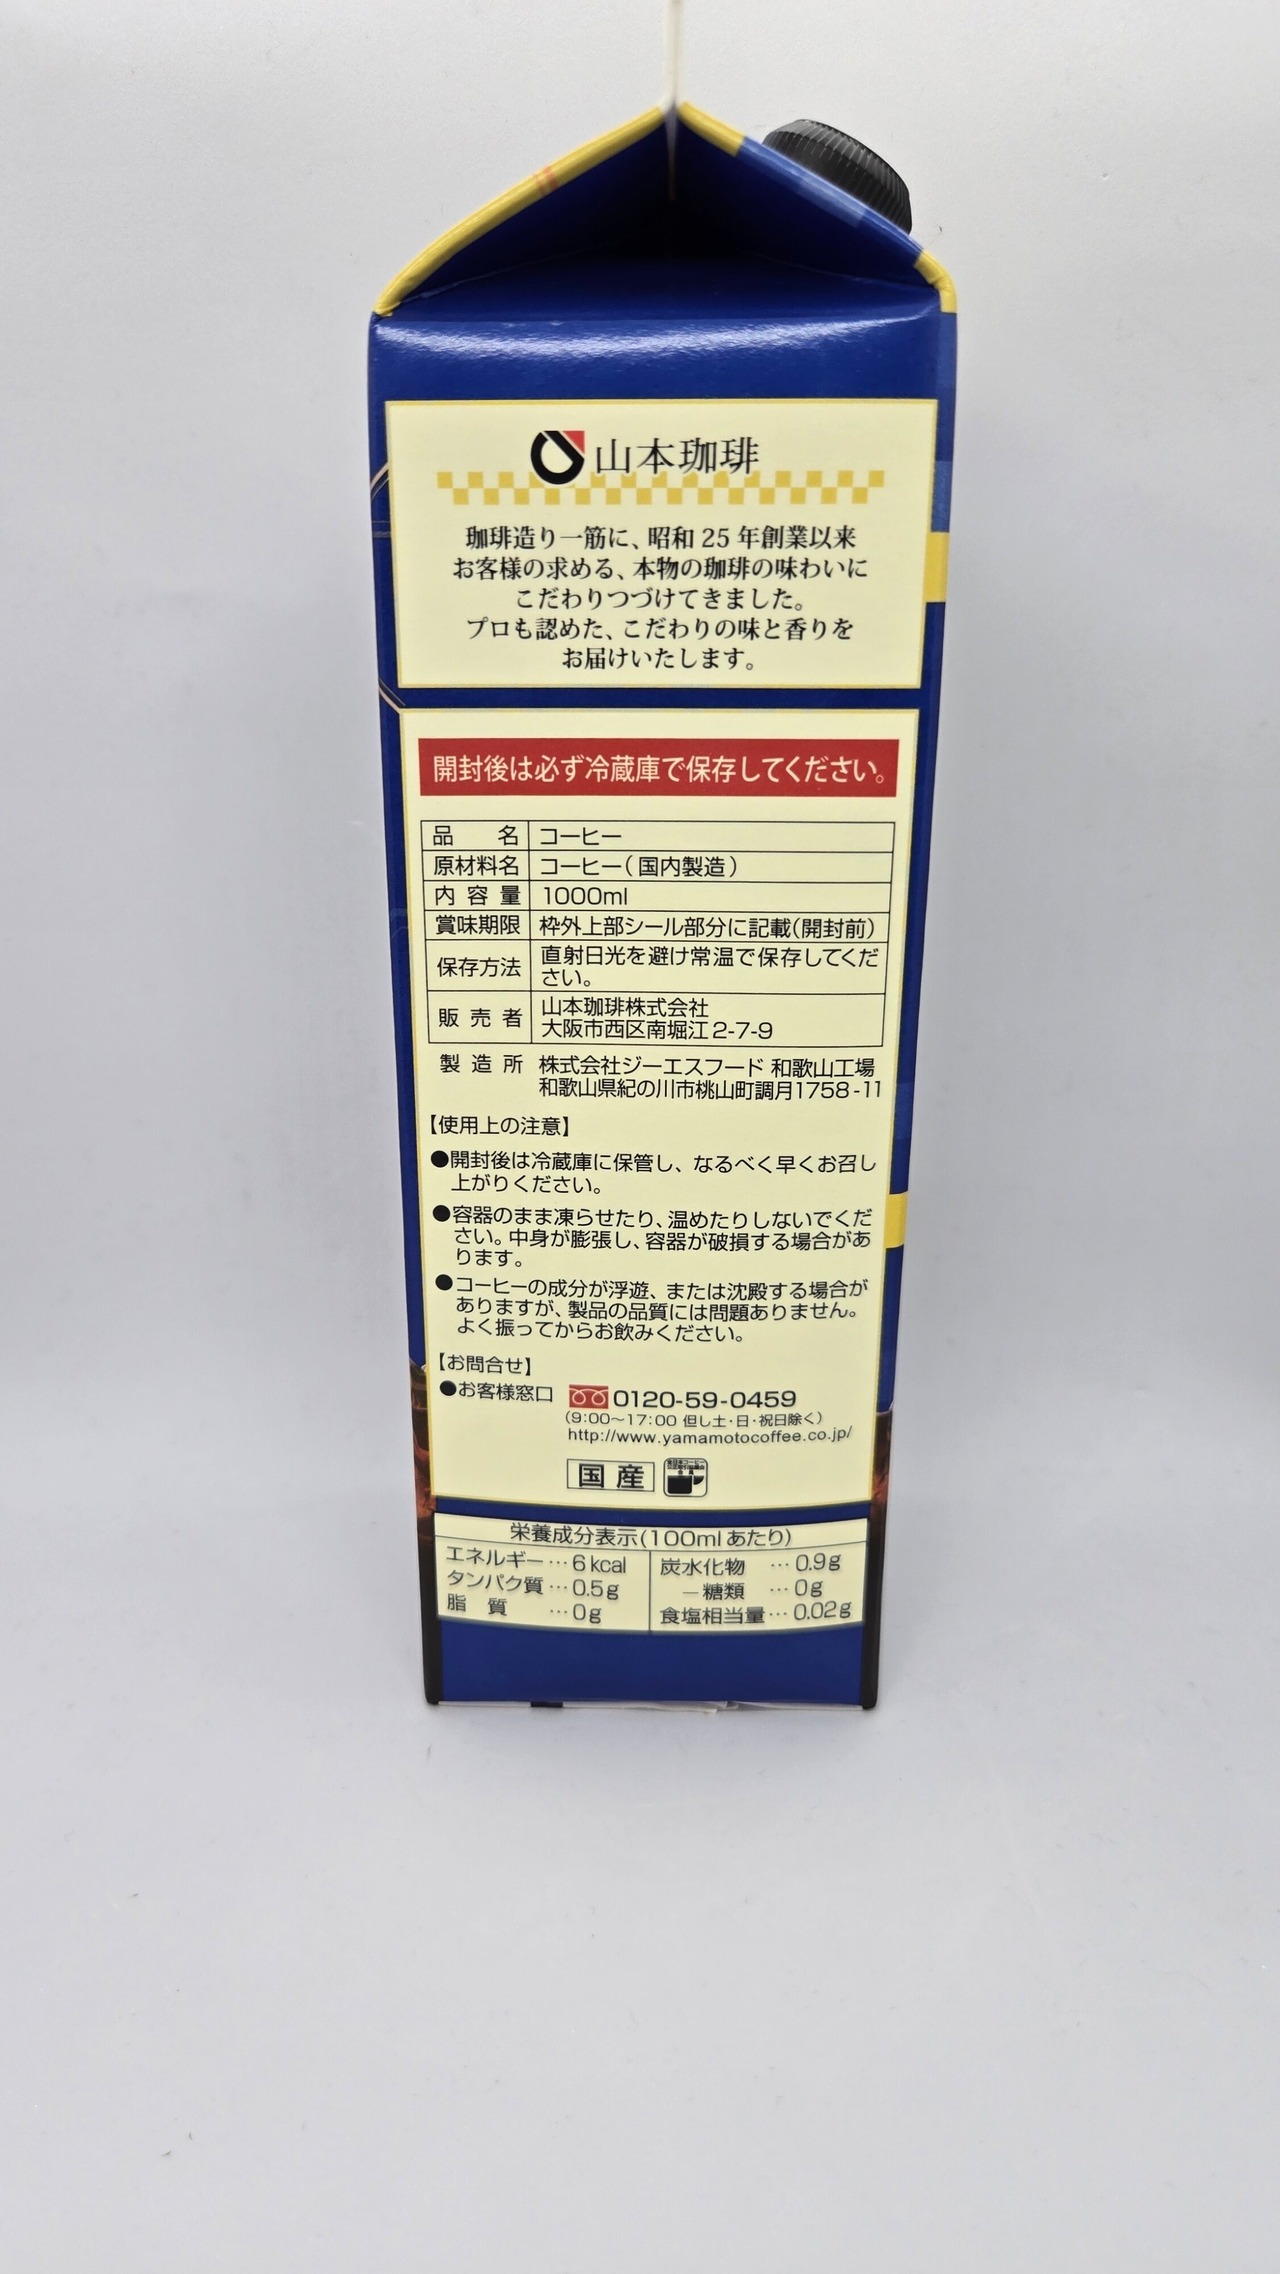 山本珈琲
珈琲造り一筋に、昭和25年創業以来
お客様の求める、本物の珈琲の味わいに
こだわりつづけてきました。
プロも認めた、こだわりの味と香りを
お届けいたします。
開封後は必ず冷蔵庫で保存してください。
品 名 コーヒー
原材料名 コーヒー(国内製造)
内容量 1000ml
賞味期限 枠外上部シール部分に記載(開封前)
保存方法 直射日光を避け常温で保存してくだ
さい。
販売者 山本珈琲株式会社
大阪市西区南堀江2-7-9
製造所 株式会社ジーエスフード 和歌山工場
和歌山県紀の川市桃山町調月1758-11
【使用上の注意】
●開封後は冷蔵庫に保管し、なるべく早くお召し
上がりください。
●容器のまま凍らせたり、温めたりしないでくだ
さい。中身が膨張し、容器が破損する場合があ
ります。
●コーヒーの成分が浮遊、または沈殿する場合が
ありますが、製品の品質には問題ありません。
よく振ってからお飲みください。
【お問合せ】
●お客様窓口 0120-59-0459
(9:00〜17:00 但し土・日・祝日除く)
http://www.yamamotocoffee.co.jp/
国産
栄養成分表示(100mlあたり)
エネルギー…6kcal 炭水化物 …0.9g
タンパク質…0.5g ー糖類 …0g
脂 質 …0g 食塩相当量…0.02g